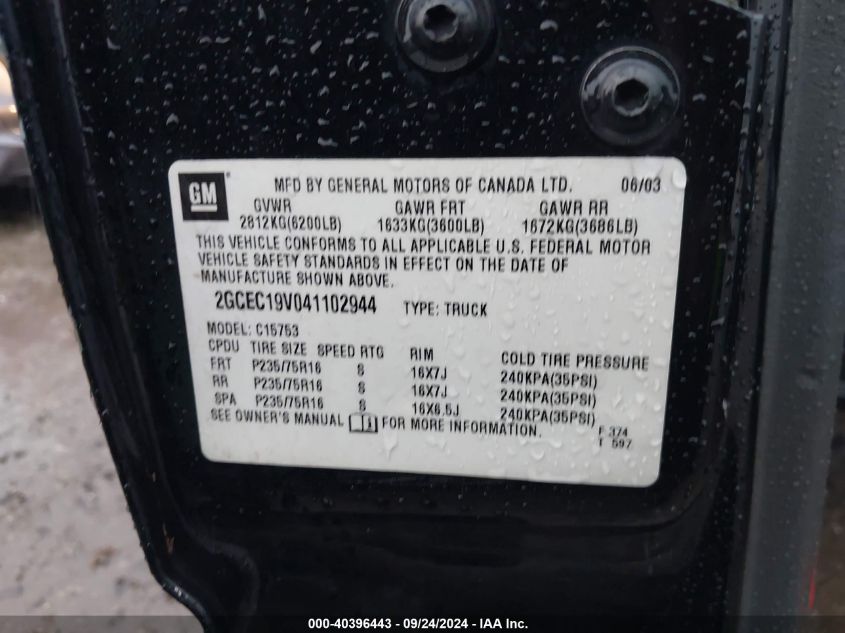 GM
MFD BY GENERAL MOTORS OF CANADA LTD. 06/03
GVWR GAWR FRT GAWR RR
2812KG(6200LB) 1633KG(3600LB) 1672KG(3686LB)
THIS VEHICLE CONFORMS TO ALL APPLICABLE U.S. FEDERAL MOTOR
VEHICLE SAFETY STANDARDS IN EFFECT ON THE DATE OF
MANUFACTURE SHOWN ABOVE.
2GCEC19V041102944 TYPE: TRUCK
MODEL: C15753
CPDU TIRE SIZE SPEED RTG RIM COLD TIRE PRESSURE
FRT P235/75R16 S 16X7J 240KPA(35PSI)
RR P235/75R16 S 16X7J 240KPA(35PSI)
SPA P235/75R16 S 16X6.5J 240KPA(35PSI)
SEE OWNER'S MANUAL FOR MORE INFORMATION.
F 374
T 597
000-40396443 - 09/24/2024 - IAA Inc.